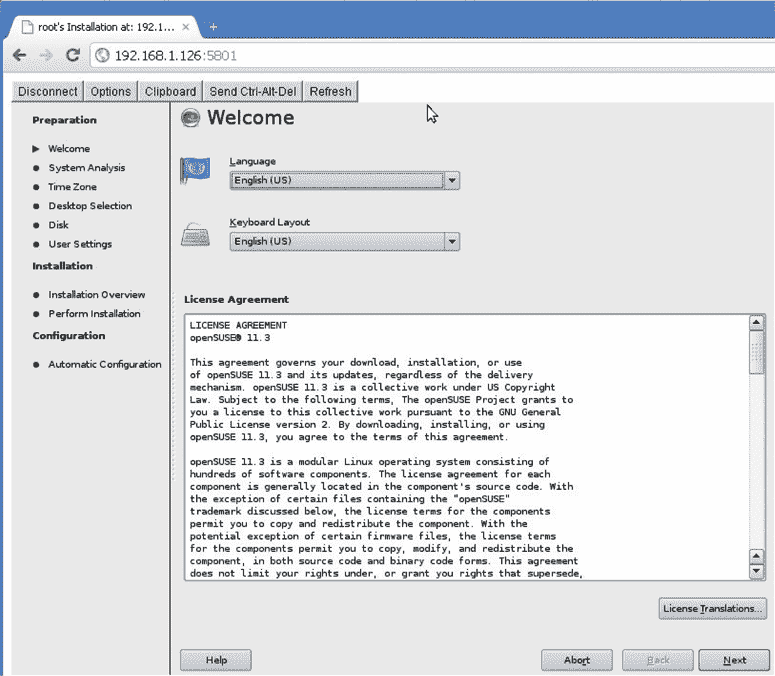 root's Installation at: 192.1...
192.168.1.126:5801
Disconnect Options Clipboard Send Ctrl-Alt-Del Refresh
Preparation
Welcome
System Analysis
Time Zone
Desktop Selection
Disk
User Settings
Installation
Installation Overview
Perform Installation
Configuration
Automatic Configuration
Welcome
Language
English (US)
Keyboard Layout
English (US)
License Agreement
LICENSE AGREEMENT
openSUSE® 11.3
This agreement governs your download, installation, or use
of openSUSE 11.3 and its updates, regardless of the delivery
mechanism. openSUSE 11.3 is a collective work under US Copyright
Law. Subject to the following terms, The openSUSE Project grants to
you a license to this collective work pursuant to the GNU General
Public License version 2. By downloading, installing, or using
openSUSE 11.3, you agree to the terms of this agreement.
openSUSE 11.3 is a modular Linux operating system consisting of
hundreds of software components. The license agreement for each
component is generally located in the component's source code. With
the exception of certain files containing the "openSUSE"
trademark discussed below, the license terms for the components
permit you to copy and redistribute the component. With the
potential exception of certain firmware files, the license terms
for the components permit you to copy, modify, and redistribute the
component, in both source code and binary code forms. This agreement
does not limit your rights under, or grant you rights that supersede,
License Translations...
Help Abort Back Next